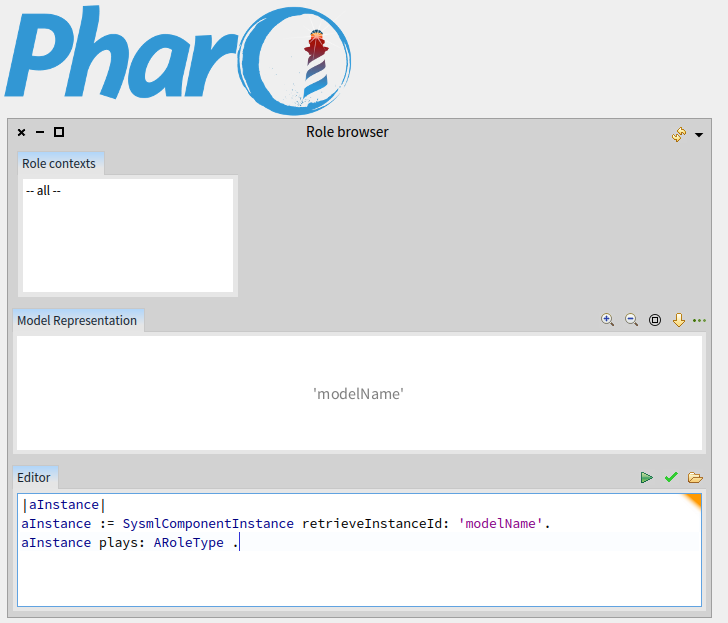 Pharo
Role browser
Role contexts
-- all --
Model Representation
'modelName'
Editor
|aInstance|
aInstance := SysmlComponentInstance retrieveInstanceId: 'modelName'.
aInstance plays: ARoleType .